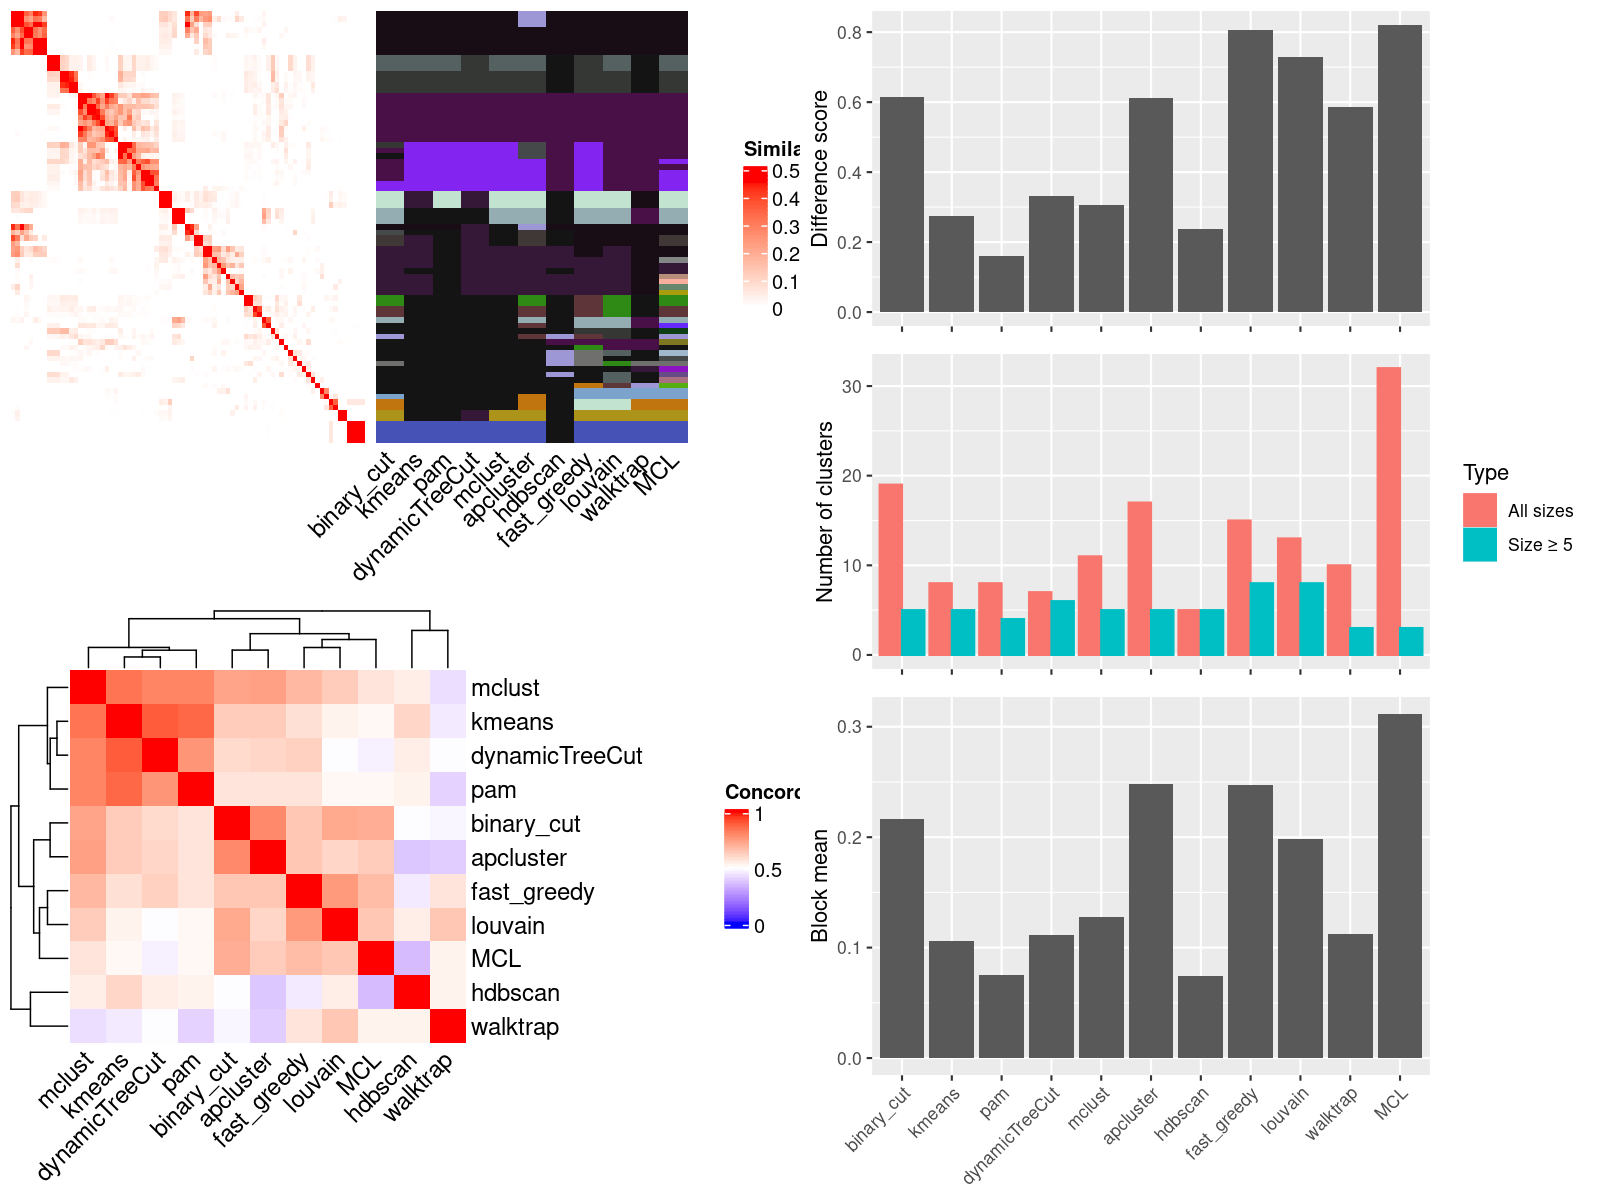 Simila
0.5
0.4
0.3
0.2
0.1
0
binary_cut
kmeans
pam
dynamicTreeCut
mclust
apcluster
hdbscan
fast_greedy
louvain
walktrap
MCL
mclust
kmeans
dynamicTreeCut
pam
binary_cut
apcluster
fast_greedy
louvain
MCL
hdbscan
walktrap
mclust
kmeans
dynamicTreeCut
pam
binary_cut
apcluster
fast_greedy
louvain
MCL
hdbscan
walktrap
Concord
1
0.5
0
Difference score
0.8
0.6
0.4
0.2
0.0
Number of clusters
30
20
10
0
Type
All sizes
Size ≥ 5
Block mean
0.3
0.2
0.1
0.0
binary_cut
kmeans
pam
dynamicTreeCut
mclust
apcluster
hdbscan
fast_greedy
louvain
walktrap
MCL